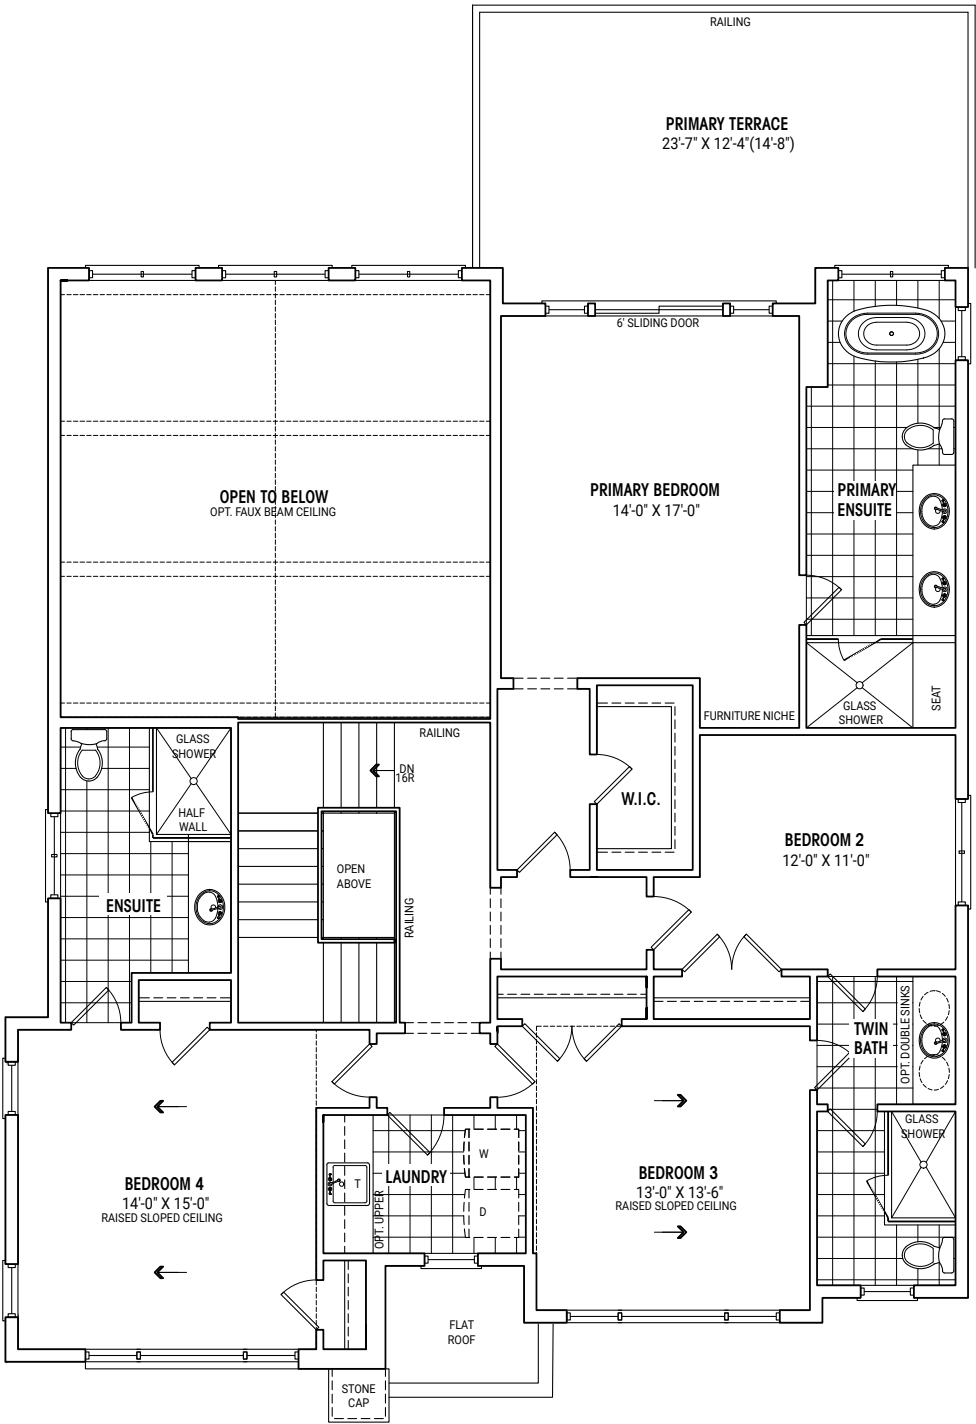 RAILING
PRIMARY TERRACE
23'-7" X 12'-4"(14'-8")
6' SLIDING DOOR
OPEN TO BELOW
OPT. FAUX BEAM CEILING
PRIMARY BEDROOM
14'-0" X 17'-0"
PRIMARY
ENSUITE
GLASS
SHOWER
SEAT
FURNITURE NICHE
RAILING
DN
16R
GLASS
SHOWER
HALF
WALL
W.I.C.
BEDROOM 2
12'-0" X 11'-0"
OPEN
ABOVE
RAILING
ENSUITE
TWIN
BATH
OPT. DOUBLE SINKS
GLASS
SHOWER
BEDROOM 4
14'-0" X 15'-0"
RAISED SLOPED CEILING
LAUNDRY
W
D
T
OPT. UPPER
BEDROOM 3
13'-0" X 13'-6"
RAISED SLOPED CEILING
FLAT
ROOF
STONE
CAP